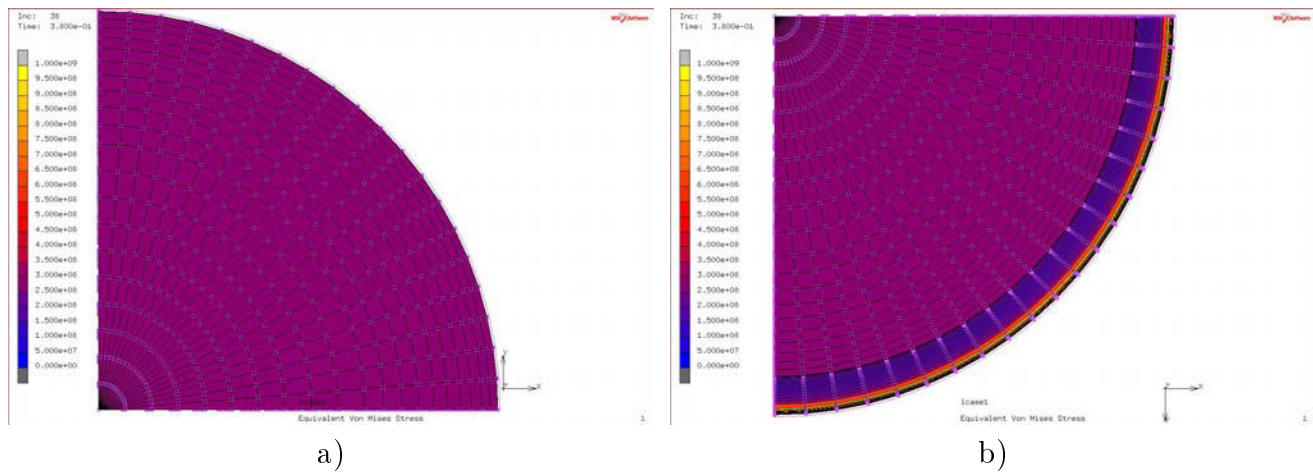 Inc: 38
Time: 3.800e-01
MSC Software
1.000e+09
9.500e+08
9.000e+08
8.500e+08
8.000e+08
7.500e+08
7.000e+08
6.500e+08
6.000e+08
5.500e+08
5.000e+08
4.500e+08
4.000e+08
3.500e+08
3.000e+08
2.500e+08
2.000e+08
1.500e+08
1.000e+08
5.000e+07
0.000e+00
Y
Z X
lcase1
Equivalent Von Mises Stress
1
a)
Inc: 38
Time: 3.800e-01
MSC Software
1.000e+09
9.500e+08
9.000e+08
8.500e+08
8.000e+08
7.500e+08
7.000e+08
6.500e+08
6.000e+08
5.500e+08
5.000e+08
4.500e+08
4.000e+08
3.500e+08
3.000e+08
2.500e+08
2.000e+08
1.500e+08
1.000e+08
5.000e+07
0.000e+00
Z X
lcase1
Equivalent Von Mises Stress
1
b)